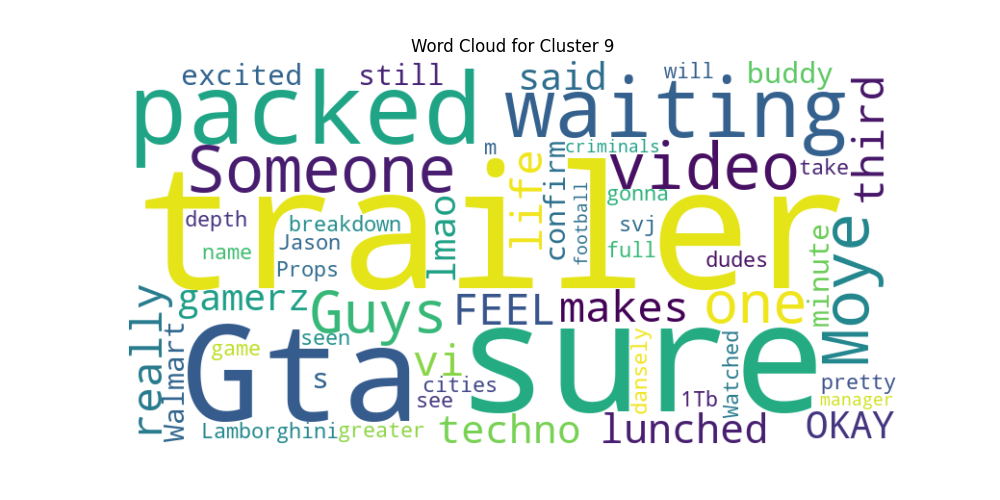 Word Cloud for Cluster 9
excited
still
said
will
buddy
packed
waiting
third
Someone
m
criminals
video
take
trailer
life
confirm
gonna
depth
breakdown
lmao
football
svj
Moye
name
Jason
full
dudes
Props
minute
really
gamerz
Guys
FEEL
makes
one
Walmart
Gta
game
seen
vi
sure
dansely
Watched
s
cities
see
1Tb
pretty
manager
Lamborghini
greater
techno
lunched
OKAY